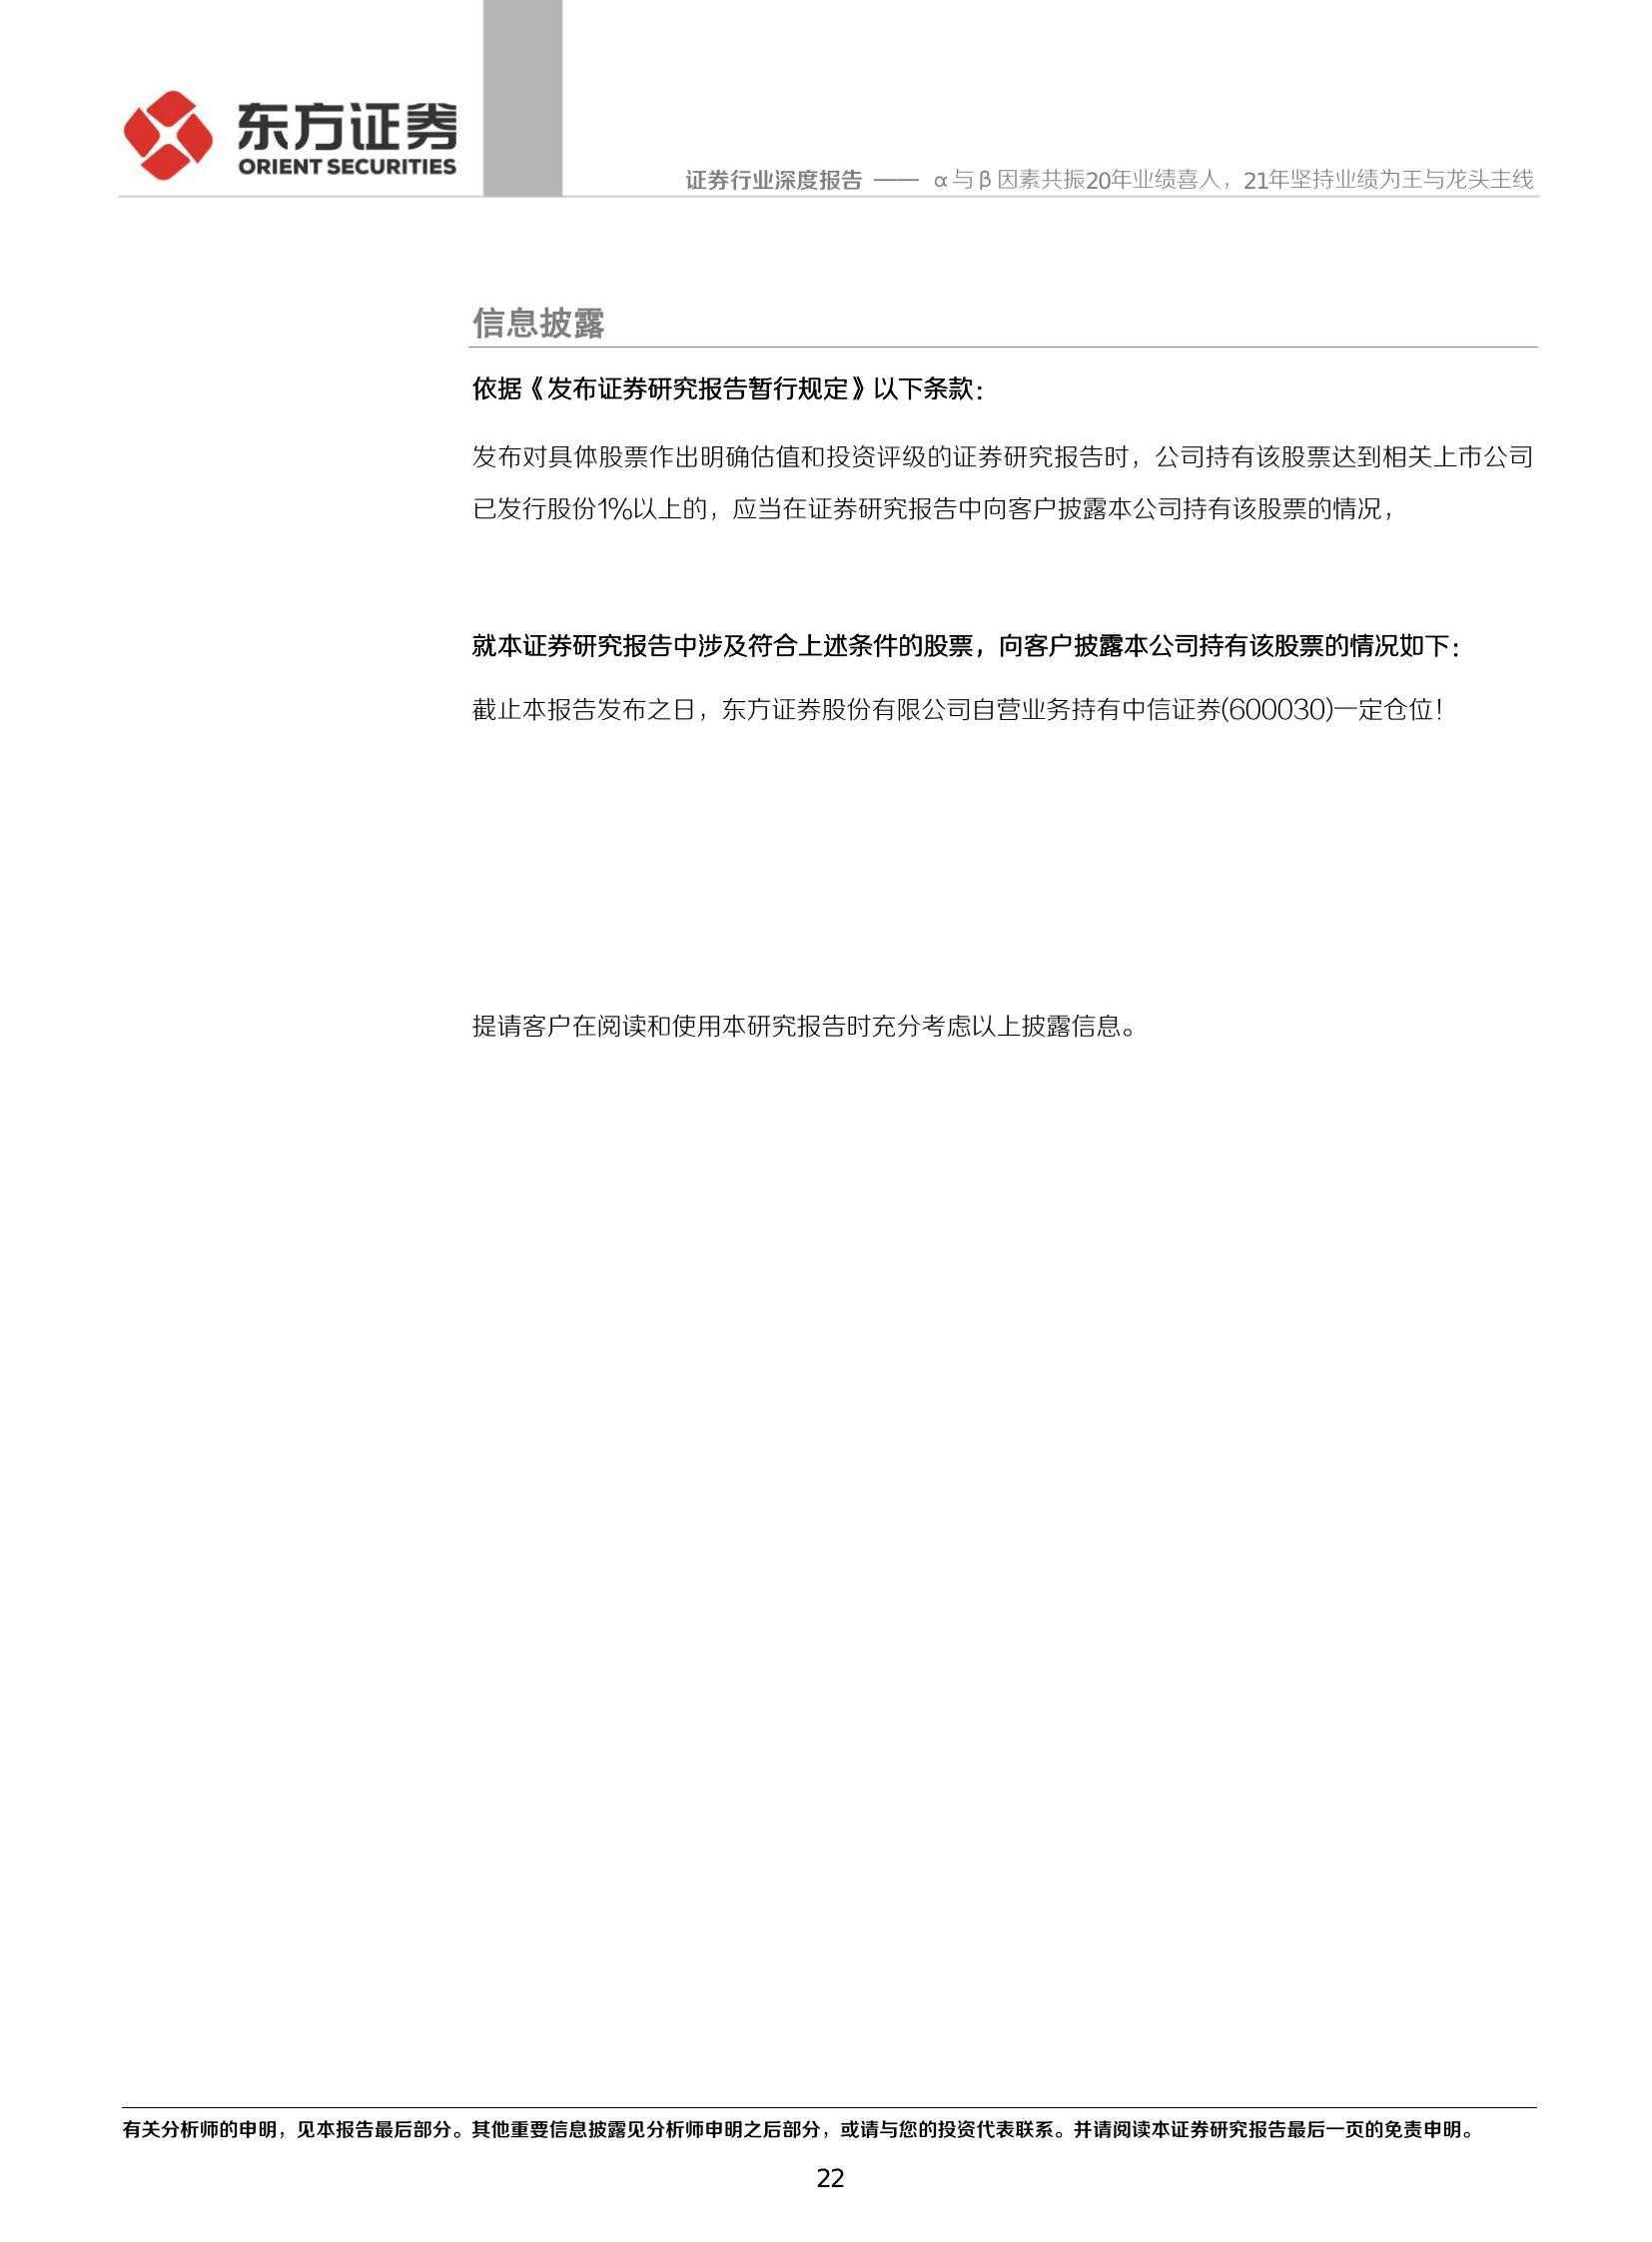 东方证券
ORIENT SECURITIES
证券行业深度报告 —— α与β因素共振20年业绩喜人，21年坚持业绩为王与龙头主线
信息披露
依据《发布证券研究报告暂行规定》以下条款：
发布对具体股票作出明确估值和投资评级的证券研究报告时，公司持有该股票达到相关上市公司
已发行股份1%以上的，应当在证券研究报告中向客户披露本公司持有该股票的情况，
就本证券研究报告中涉及符合上述条件的股票，向客户披露本公司持有该股票的情况如下：
截止本报告发布之日，东方证券股份有限公司自营业务持有中信证券(600030)一定仓位！
提请客户在阅读和使用本研究报告时充分考虑以上披露信息。
有关分析师的申明，见本报告最后部分。其他重要信息披露见分析师申明之后部分，或请与您的投资代表联系。并请阅读本证券研究报告最后一页的免责申明。
22